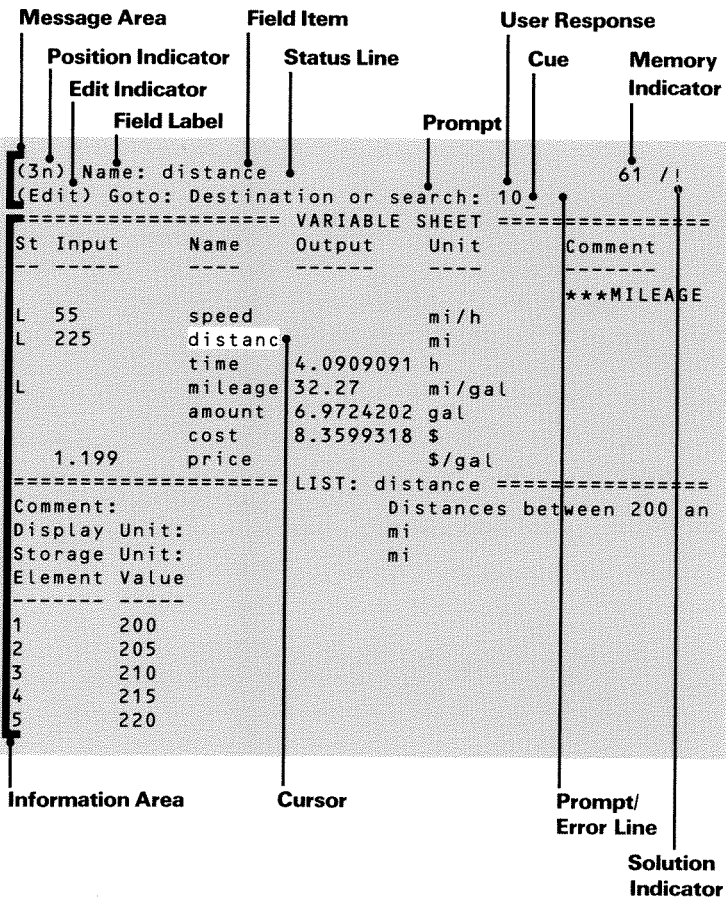 Message Area Field Item User Response
Position Indicator Status Line Cue Memory Indicator
Edit Indicator
Field Label Prompt
(3n) Name: distance 61 /!
(Edit) Goto: Destination or search: 10_
==================== VARIABLE SHEET ================
St Input Name Output Unit Comment
-- ----- ---- ------ ---- -------
***MILEAGE
L 55 speed mi/h
L 225 distanc mi
time 4.0909091 h
L mileage 32.27 mi/gal
amount 6.9724202 gal
cost 8.3599318 $
1.199 price $/gal
==================== LIST: distance ================
Comment: Distances between 200 an
Display Unit: mi
Storage Unit: mi
Element Value
------- -----
1 200
2 205
3 210
4 215
5 220
Information Area Cursor Prompt/
Error Line
Solution
Indicator